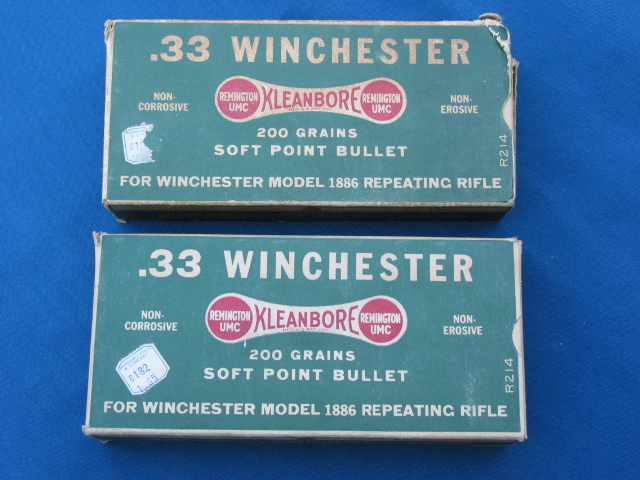 .33 WINCHESTER
NON-CORROSIVE
REMINGTON UMC
KLEANBORE
REMINGTON UMC
NON-EROSIVE
200 GRAINS
SOFT POINT BULLET
R214
FOR WINCHESTER MODEL 1886 REPEATING RIFLE
.33 WINCHESTER
NON-CORROSIVE
REMINGTON UMC
KLEANBORE
REMINGTON UMC
NON-EROSIVE
200 GRAINS
SOFT POINT BULLET
0182
R214
FOR WINCHESTER MODEL 1886 REPEATING RIFLE